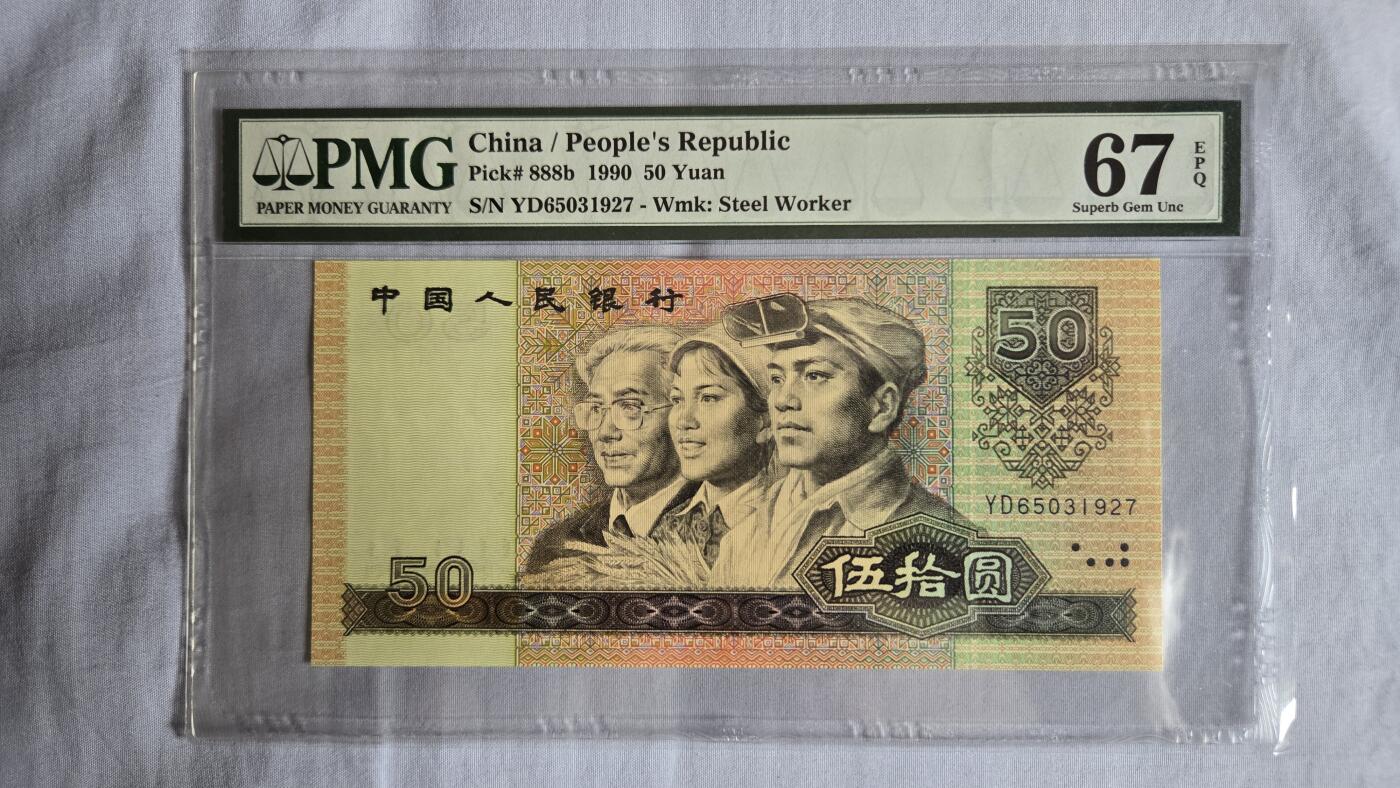 PMG
PAPER MONEY GUARANTY
China / People's Republic
Pick# 888b 1990 50 Yuan
S/N YD65031927 - Wmk: Steel Worker
67
EPQ
Superb Gem Unc
中国人民银行
50
YD65031927
50
伍拾圆